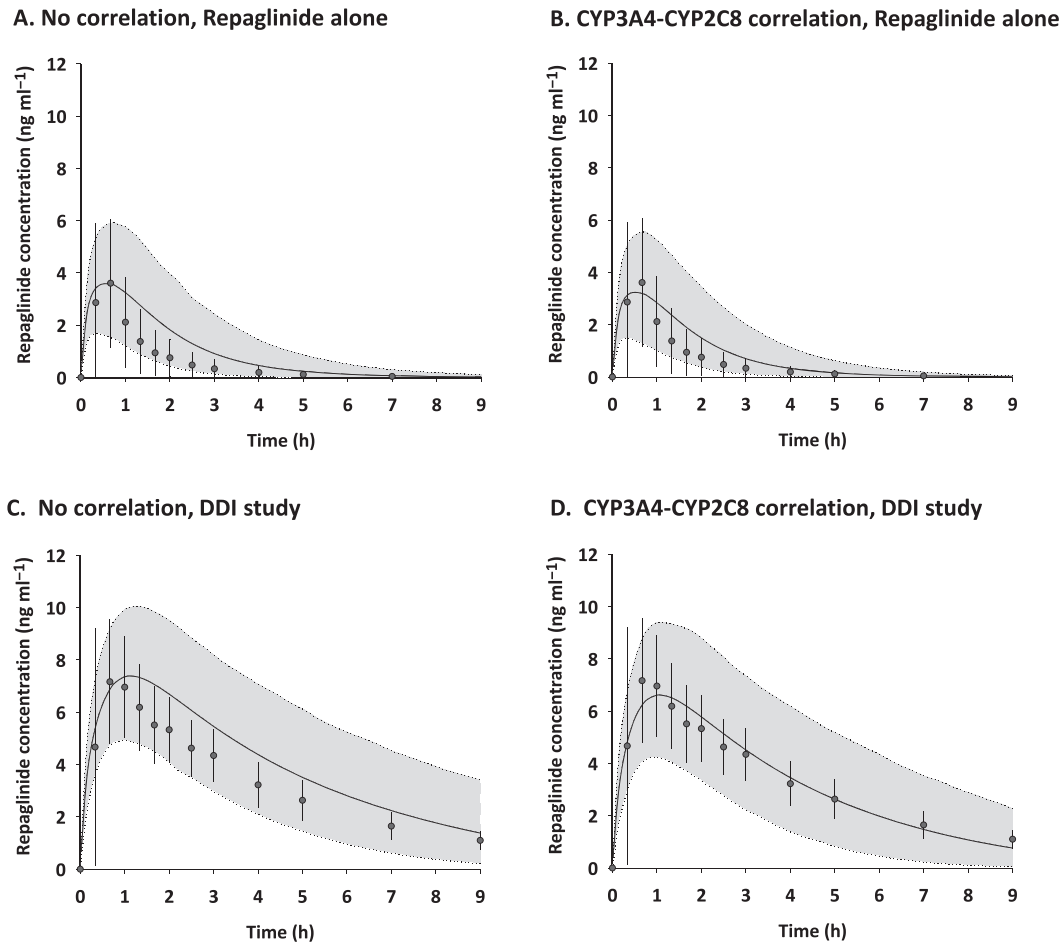 A. No correlation, Repaglinide alone
Repaglinide concentration (ng ml⁻¹)
12
10
8
6
4
2
0
0 1 2 3 4 5 6 7 8 9
Time (h)
B. CYP3A4-CYP2C8 correlation, Repaglinide alone
Repaglinide concentration (ng ml⁻¹)
12
10
8
6
4
2
0
0 1 2 3 4 5 6 7 8 9
Time (h)
C. No correlation, DDI study
Repaglinide concentration (ng ml⁻¹)
12
10
8
6
4
2
0
0 1 2 3 4 5 6 7 8 9
Time (h)
D. CYP3A4-CYP2C8 correlation, DDI study
Repaglinide concentration (ng ml⁻¹)
12
10
8
6
4
2
0
0 1 2 3 4 5 6 7 8 9
Time (h)